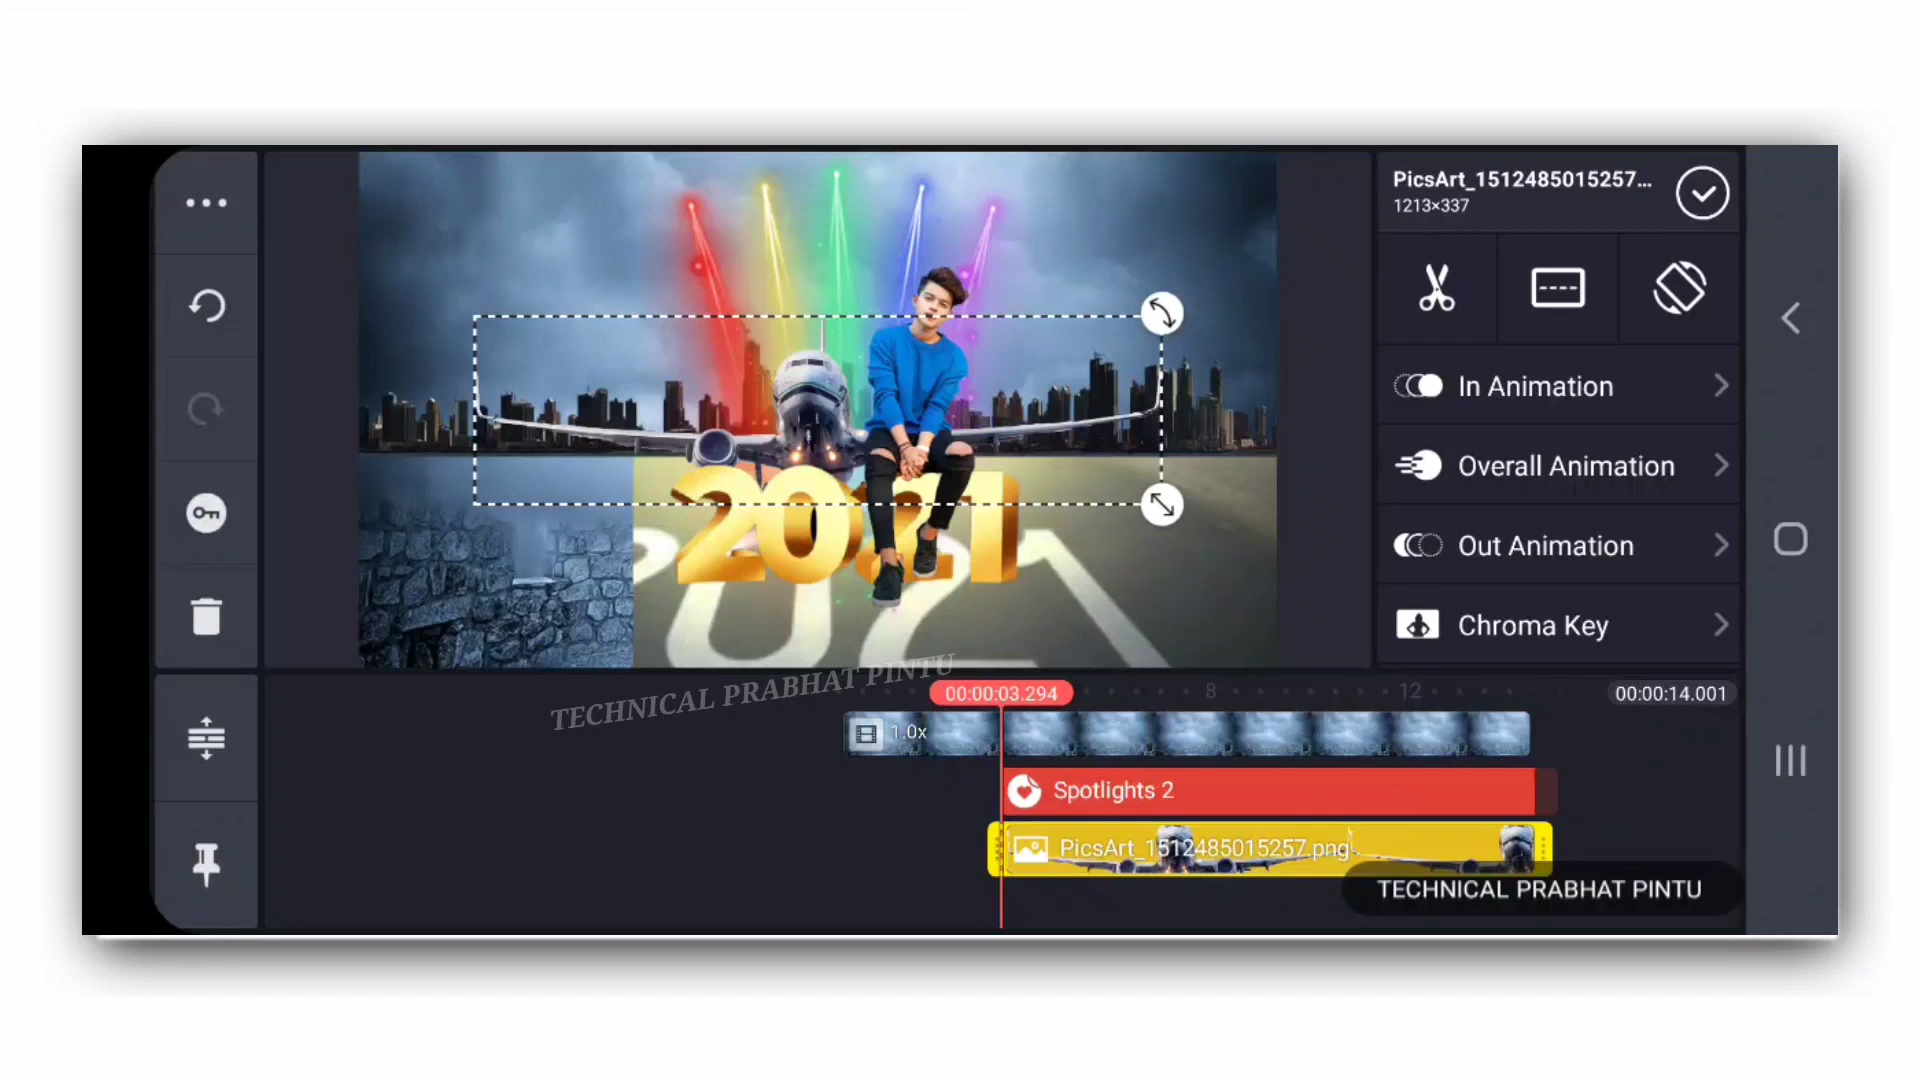 PicsArt_1512485015257...
1213×337
In Animation
Overall Animation
Out Animation
Chroma Key
2021
TECHNICAL PRABHAT PINTU
00:00:03.294
8
12
00:00:14.001
1.0x
Spotlights 2
PicsArt_1512485015257.png
TECHNICAL PRABHAT PINTU